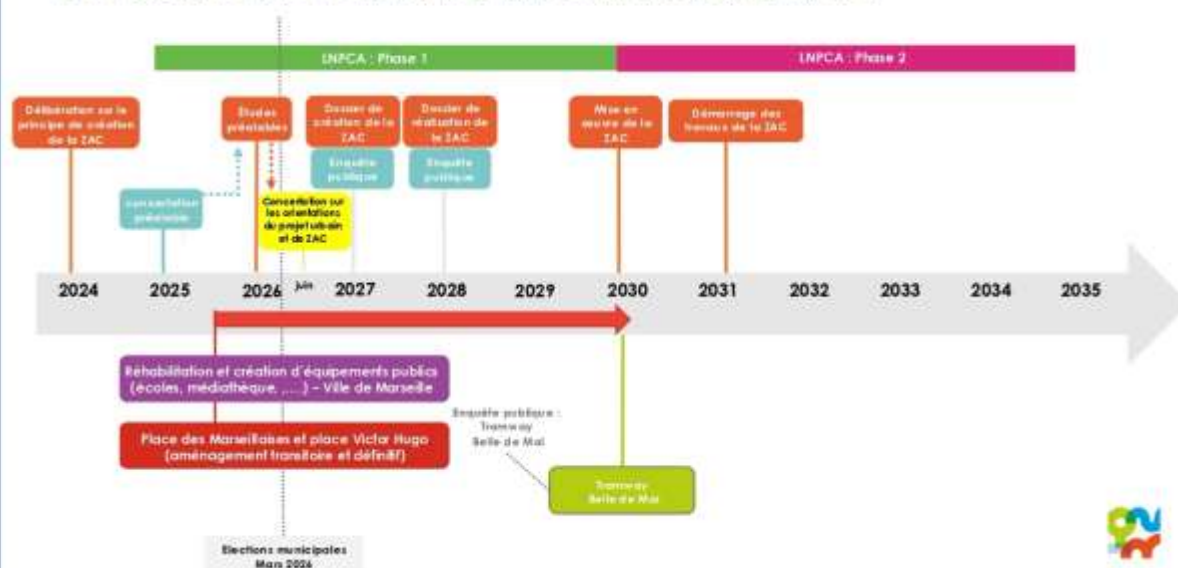 LNPCA : Phase 1
LNPCA : Phase 2
Délibération sur le
principe de création
de la ZAC
Etudes
préalables
Dossier de
création de la
ZAC
Dossier de
réalisation de
la ZAC
Mise en
œuvre de la
ZAC
Démarrage des
travaux de la ZAC
Enquête
publique
Enquête
publique
concertation
préalable
Concertation sur
les orientations
du projet urbain
et de ZAC
2024
2025
2026
juin
2027
2028
2029
2030
2031
2032
2033
2034
2035
Réhabilitation et création d'équipements publics
(écoles, médiathèque, ,….) – Ville de Marseille
Place des Marseillaises et place Victor Hugo
(aménagement transitoire et définitif)
Enquête publique :
Tramway
Belle de Mai
Tramway
Belle de Mai
Elections municipales
Mars 2026